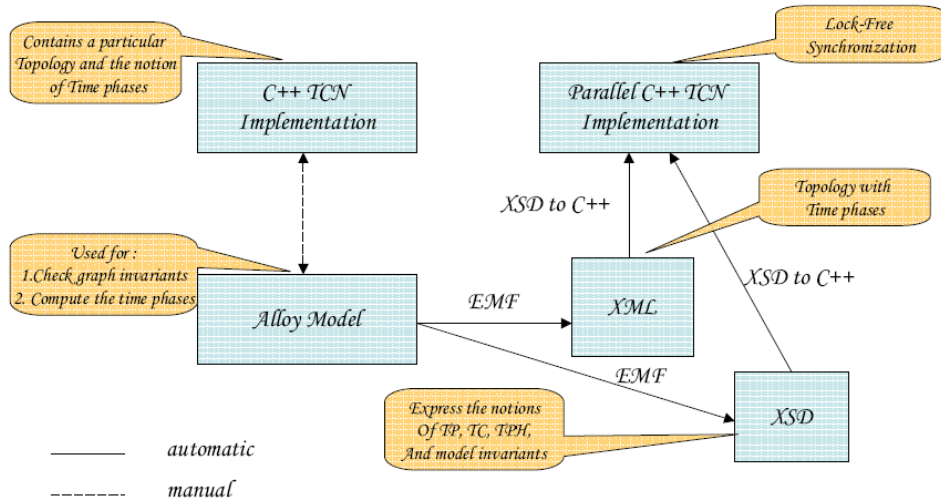 Contains a particular
Topology and the notion
of Time phases
Lock-Free
Synchronization
C++ TCN
Implementation
Parallel C++ TCN
Implementation
XSD to C++
Topology with
Time phases
Used for :
1.Check graph invariants
2. Compute the time phases
Alloy Model
EMF
XML
XSD to C++
EMF
Express the notions
Of TP, TC, TPH,
And model invariants
XSD
automatic
manual